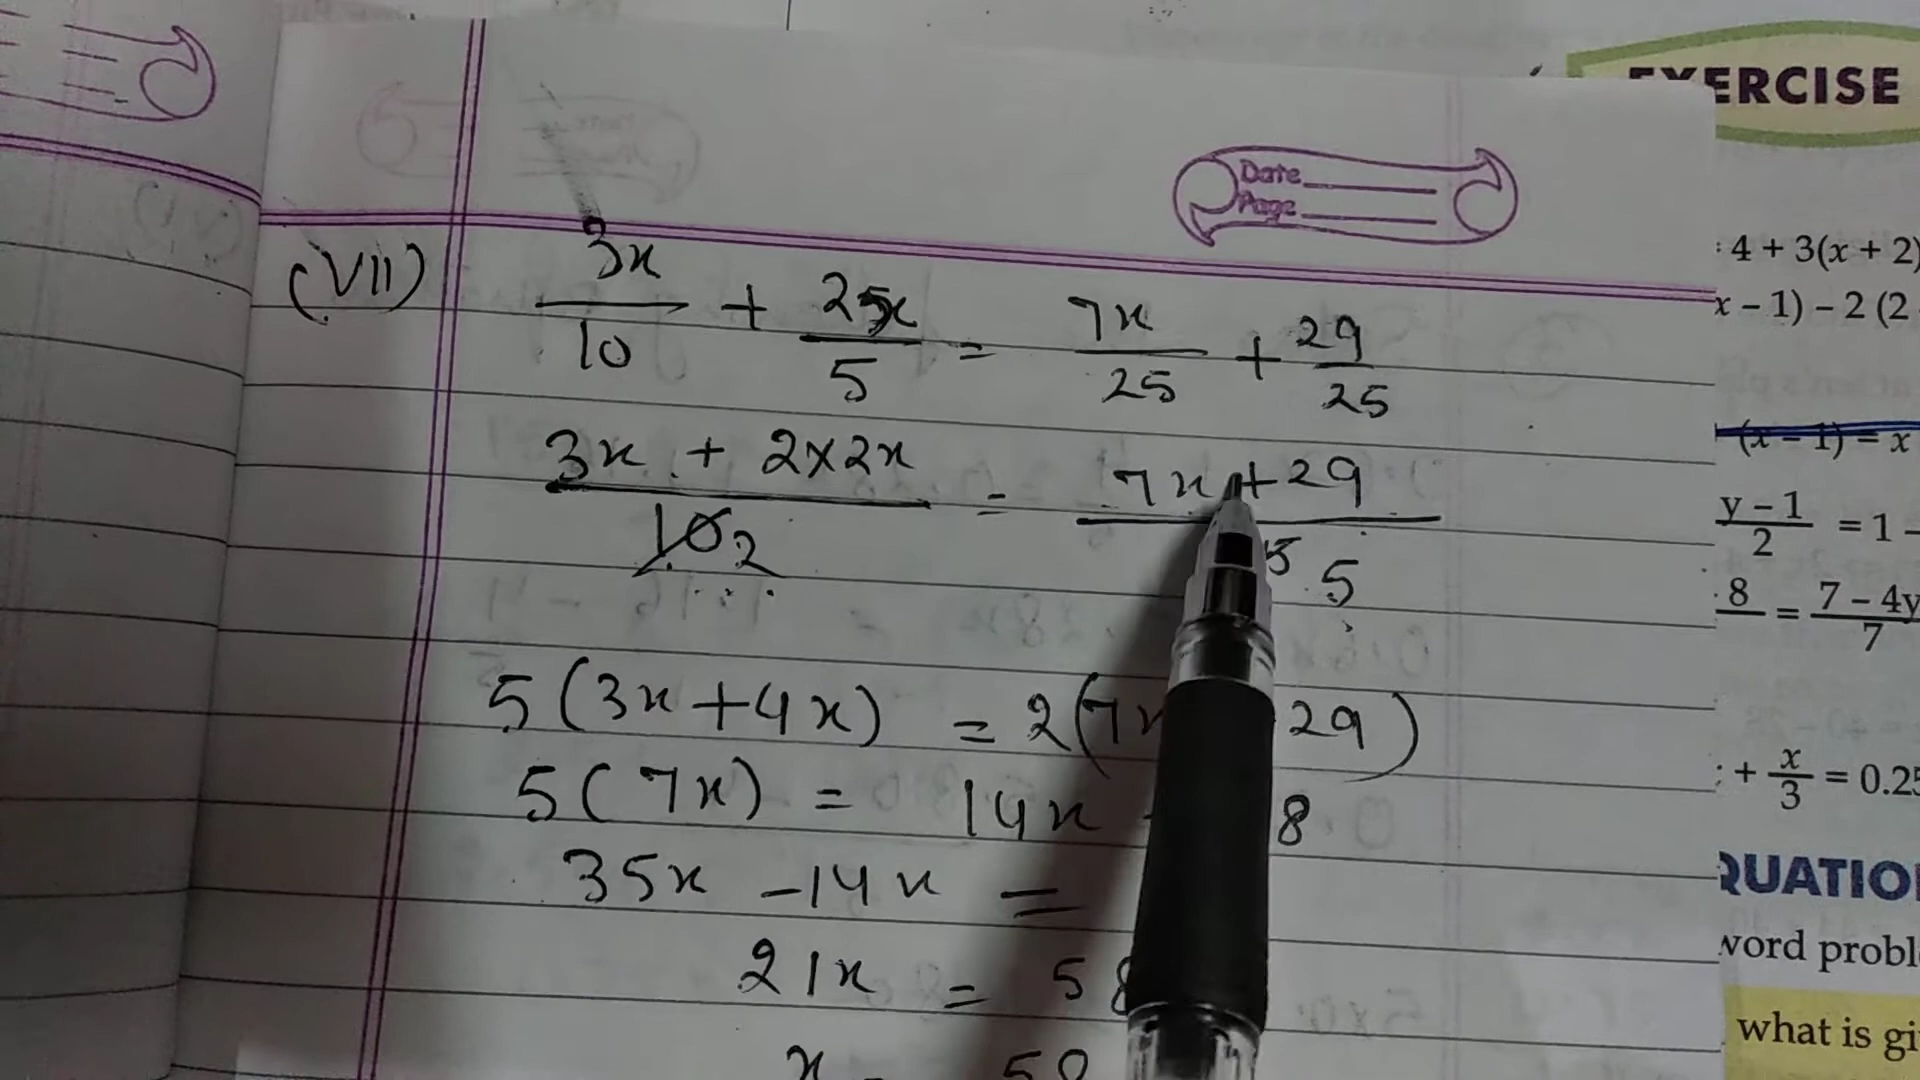 EXERCISE
Date
Page
(VII) 3x/10 + 2x/5 = 7x/25 + 29/25
(3x + 2×2x)/10 2 = (7x + 29)/ 5 5
5(3x+4x) = 2(7x 29)
5(7x) = 14x 8
35x - 14x =
21x = 58
x
: 4 + 3(x + 2)
x – 1) – 2 (2
(x – 1) = x
(y – 1)/2 = 1 –
8 = (7 – 4y)/7
+ x/3 = 0.25
QUATIO
word probl
what is gi